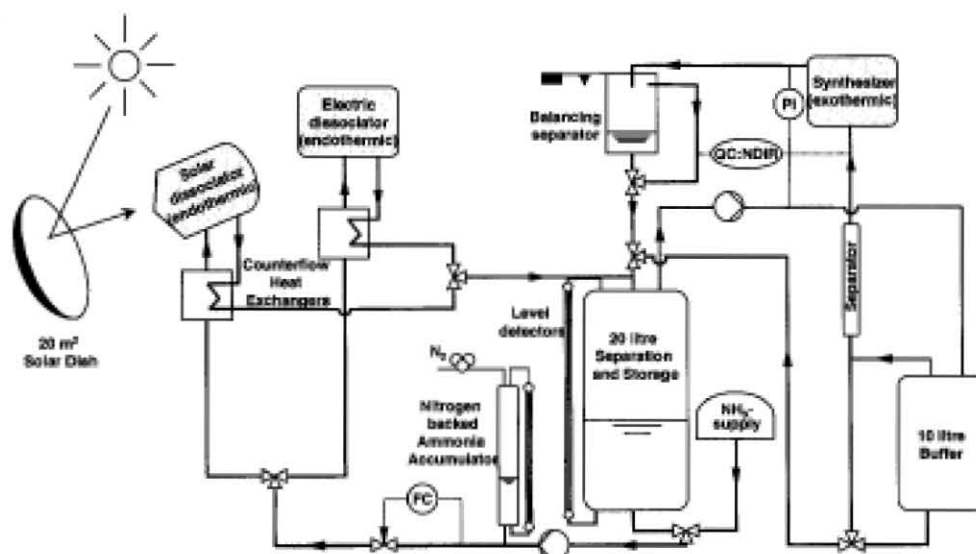 Synthesizer
(exothermic)
PI
Balancing
separator
QC:NDIR
Electric
dissociator
(endothermic)
Solar
dissociator
(endothermic)
Counterflow
Heat
Exchangers
Separator
Level
detectors
20 litre
Separation
and Storage
20 m²
Solar Dish
N₂
Nitrogen
backed
Ammonia
Accumulator
NH₃-
supply
10 litre
Buffer
FC